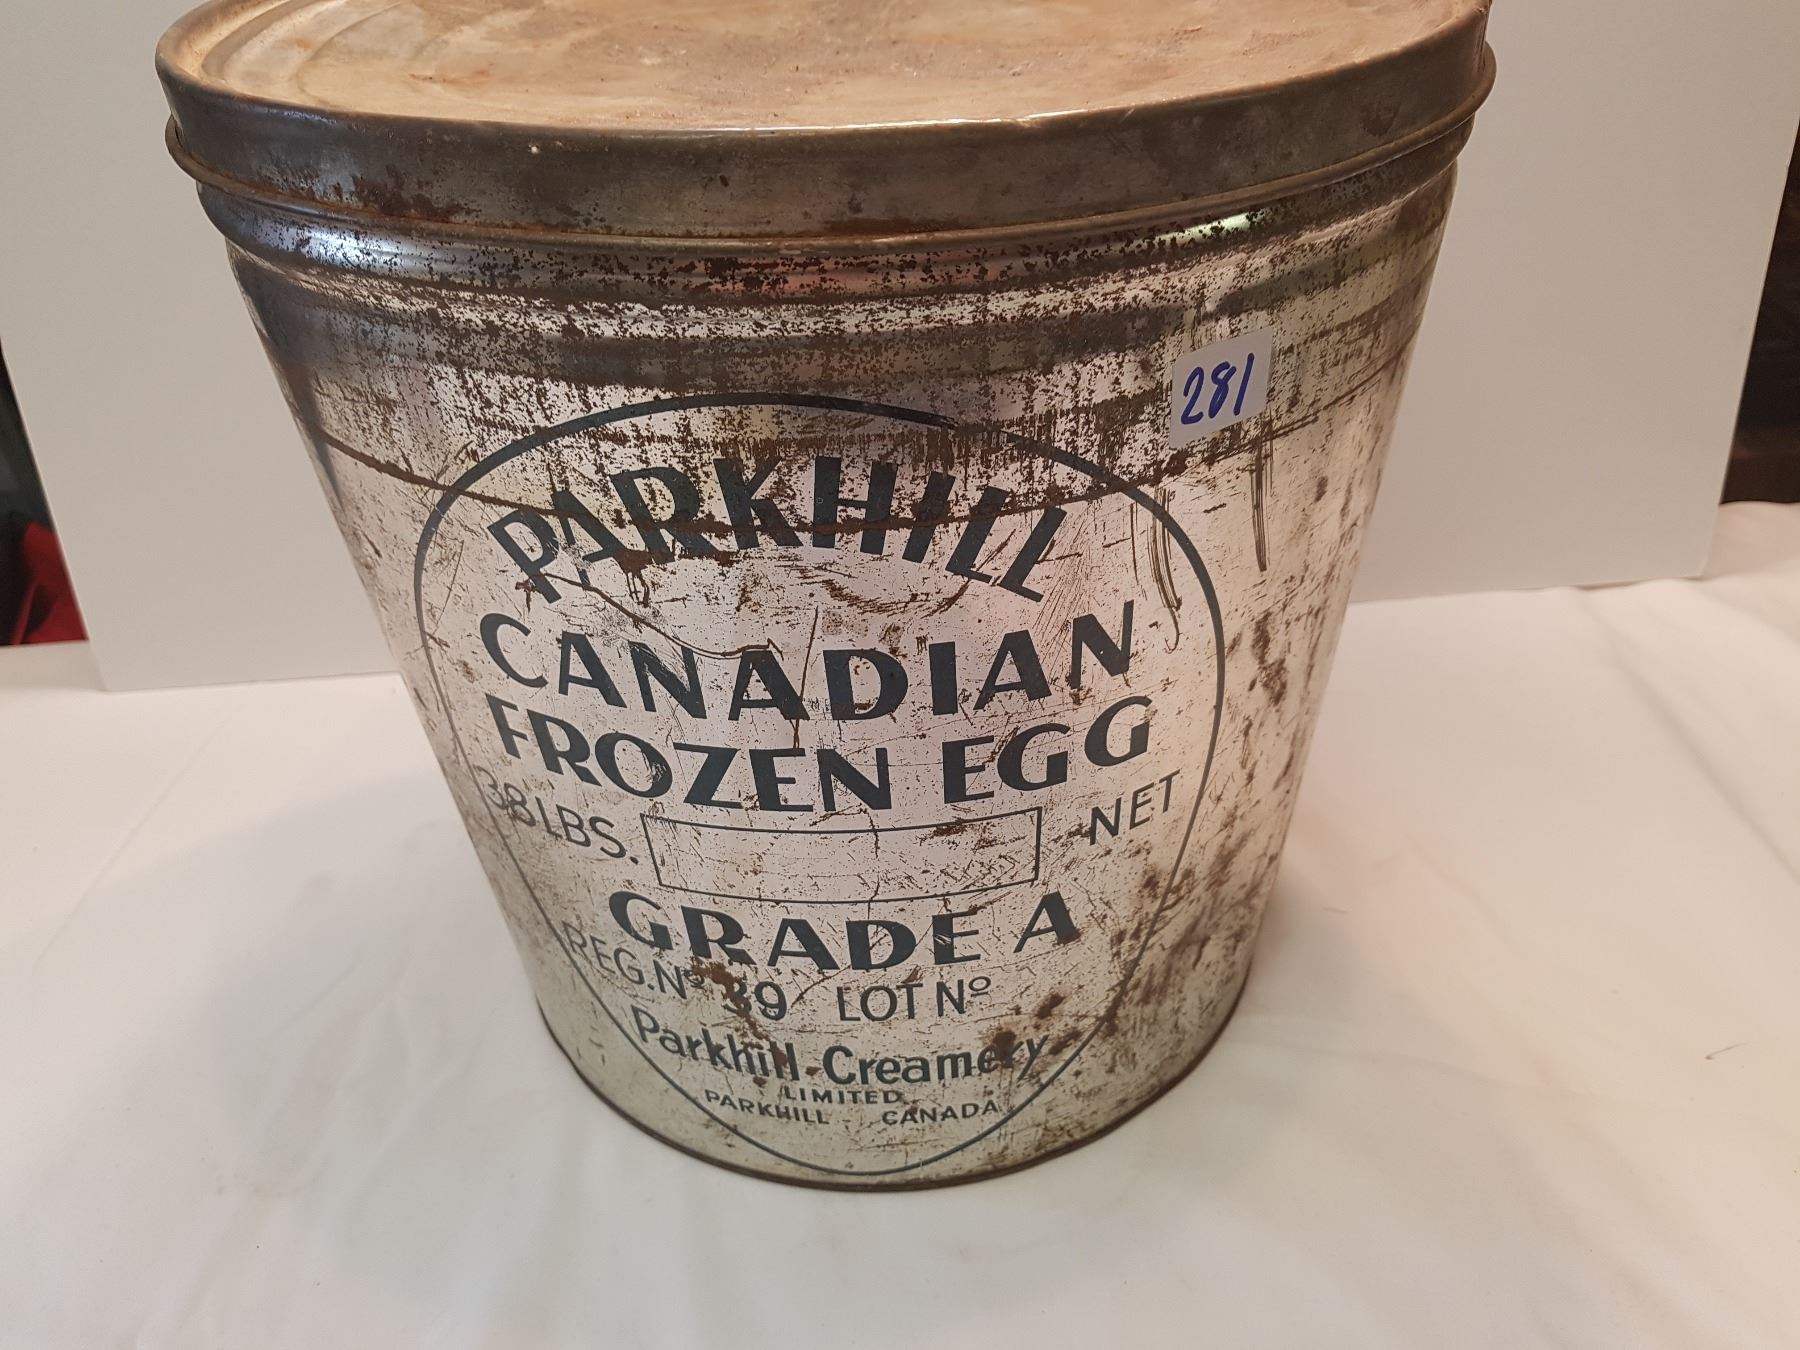 281
PARKHILL
CANADIAN
FROZEN EGG
38 LBS. NET
GRADE A
REG. Nº 39 LOT Nº
Parkhill Creamery
LIMITED
PARKHILL - CANADA